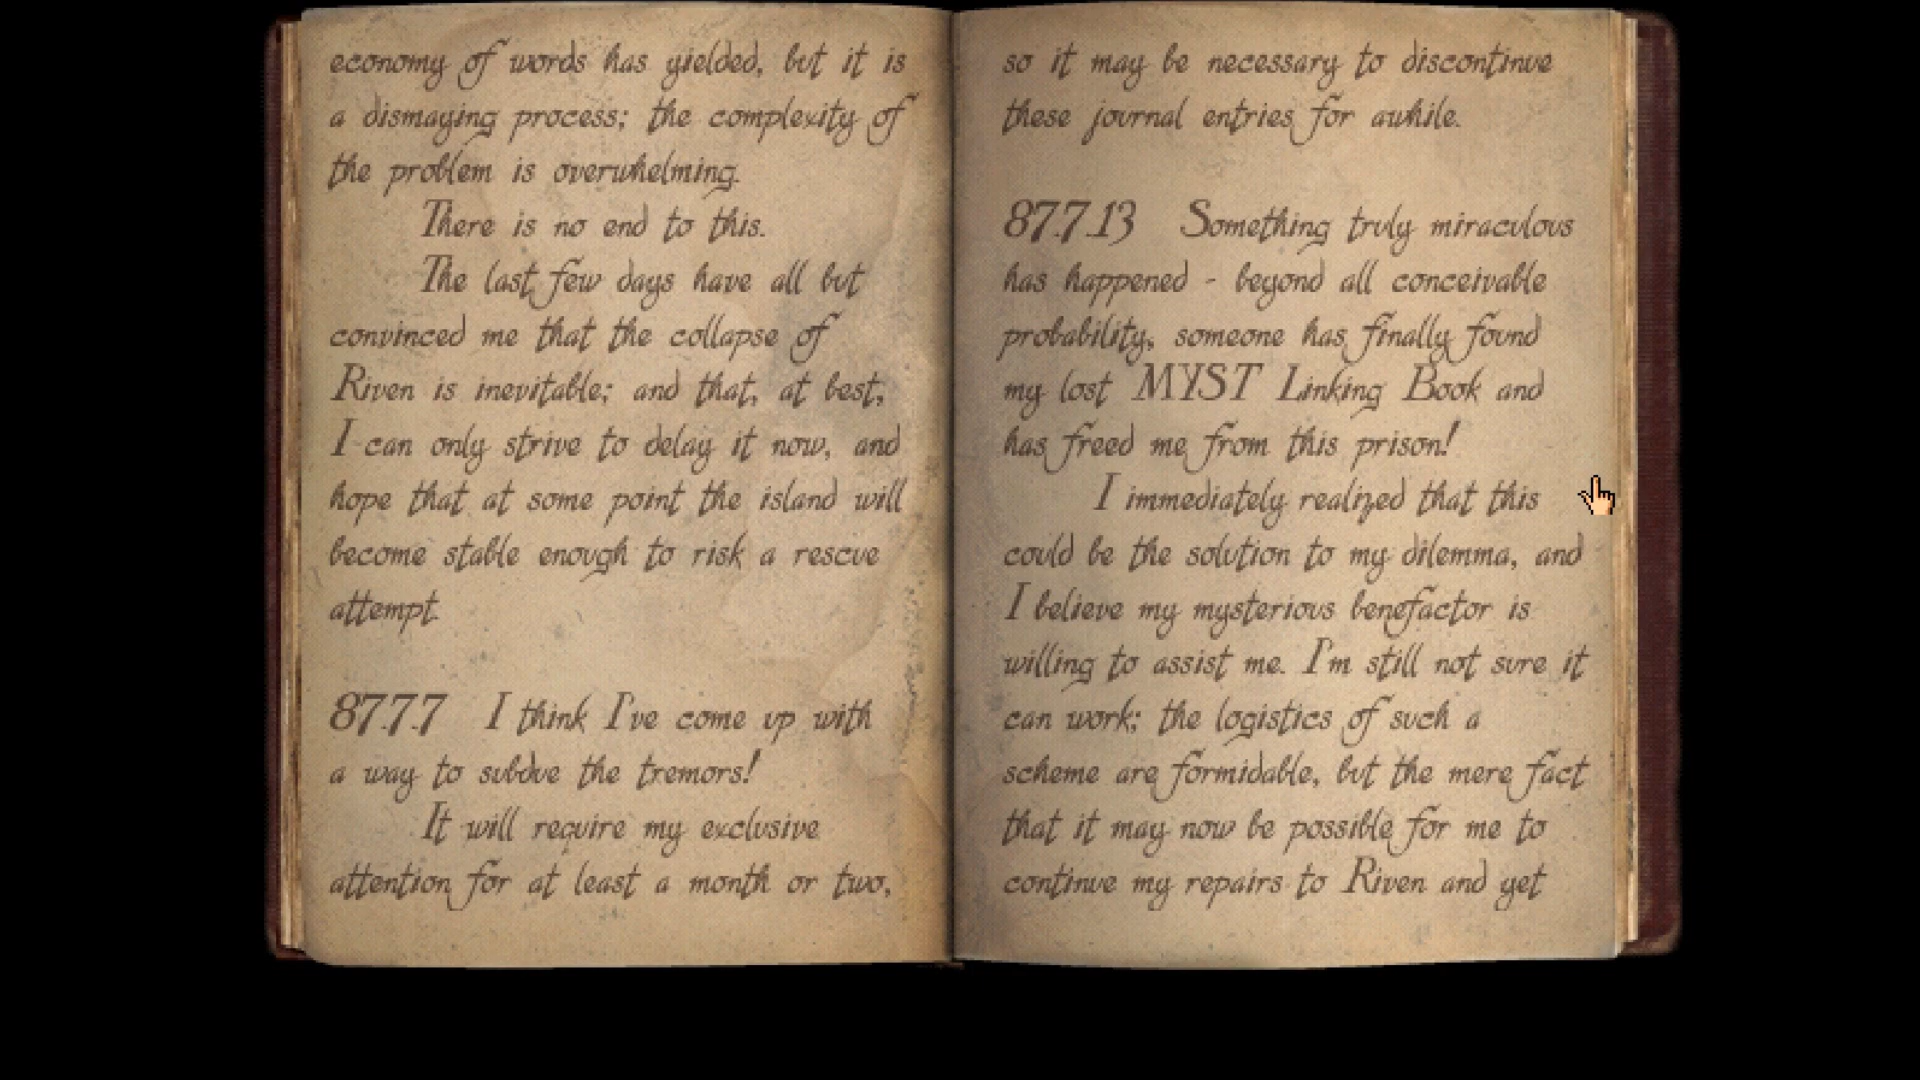 economy of words has yielded, but it is
a dismaying process; the complexity of
the problem is overwhelming.
There is no end to this.
The last few days have all but
convinced me that the collapse of
Riven is inevitable; and that, at best,
I can only strive to delay it now, and
hope that at some point the island will
become stable enough to risk a rescue
attempt.
87.7.7 I think I've come up with
a way to subdue the tremors!
It will require my exclusive
attention for at least a month or two,
so it may be necessary to discontinue
these journal entries for awhile.
87.7.13 Something truly miraculous
has happened - beyond all conceivable
probability, someone has finally found
my lost MYST Linking Book and
has freed me from this prison!
I immediately realized that this
could be the solution to my dilemma, and
I believe my mysterious benefactor is
willing to assist me. I'm still not sure it
can work; the logistics of such a
scheme are formidable, but the mere fact
that it may now be possible for me to
continue my repairs to Riven and yet